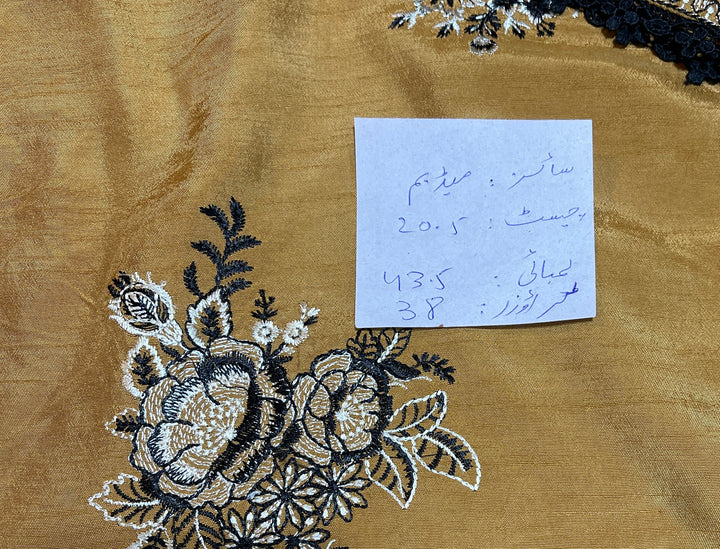 سائز : میڈیم
چیسٹ : 20.5
لمبائی : 43.5
ٹراؤزر : 38